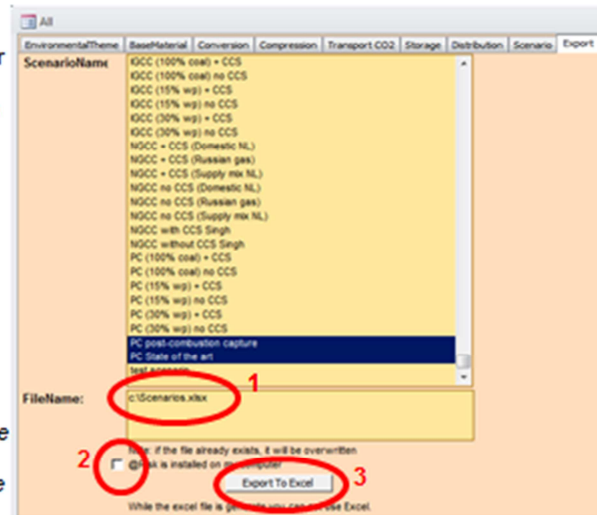 All
EnvironmentalTheme BaseMaterial Conversion Compression Transport CO2 Storage Distribution Scenario Export
ScenarioName
IGCC (100% coal) + CCS
IGCC (100% coal) no CCS
IGCC (15% wp) + CCS
IGCC (15% wp) no CCS
IGCC (30% wp) + CCS
IGCC (30% wp) no CCS
NGCC + CCS (Domestic NL)
NGCC + CCS (Russian gas)
NGCC + CCS (Supply mix NL)
NGCC no CCS (Domestic NL)
NGCC no CCS (Russian gas)
NGCC no CCS (Supply mix NL)
NGCC with CCS Singh
NGCC without CCS Singh
PC (100% coal) + CCS
PC (100% coal) no CCS
PC (15% wp) + CCS
PC (15% wp) no CCS
PC (30% wp) + CCS
PC (30% wp) no CCS
PC post-combustion capture
PC State of the art
test scenario
1
FileName:
c:\Scenarios.xlsx
Note: if the file already exists, it will be overwritten
2
@Risk is installed on my computer
Export To Excel
3
While the excel file is generate you can not use Excel.